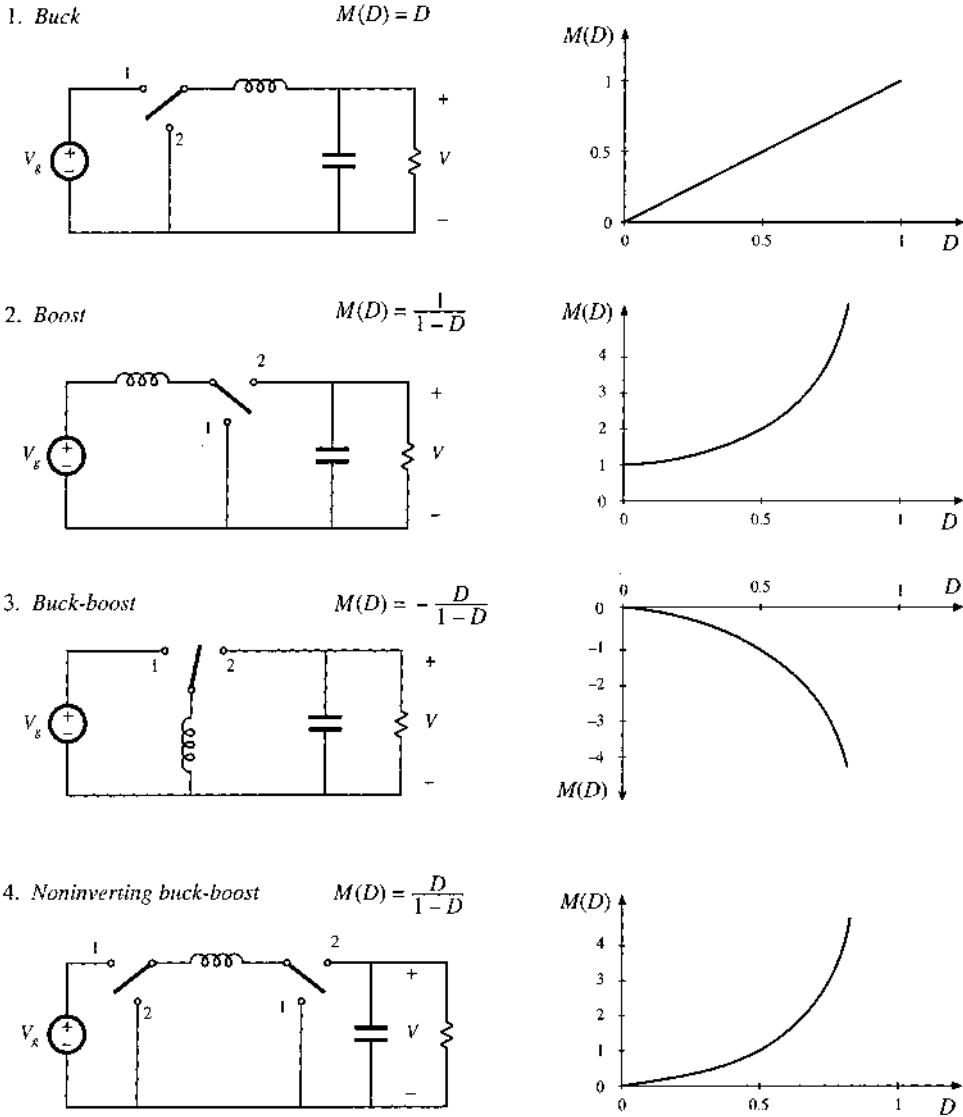 1. Buck
M(D) = D
1
2
V_g
+
−
+
V
−
M(D)
1
0.5
0
0
0.5
1
D
2. Boost
M(D) = 1/(1 − D)
2
1
V_g
+
−
+
V
−
M(D)
4
3
2
1
0
0
0.5
1
D
3. Buck-boost
M(D) = − D/(1 − D)
1
2
V_g
+
−
+
V
−
0
0.5
1
D
0
−1
−2
−3
−4
M(D)
4. Noninverting buck-boost
M(D) = D/(1 − D)
1
2
2
1
V_g
+
−
+
V
−
M(D)
4
3
2
1
0
0
0.5
1
D